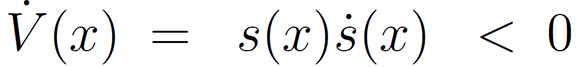 V̇(x) = s(x)ṡ(x) < 0